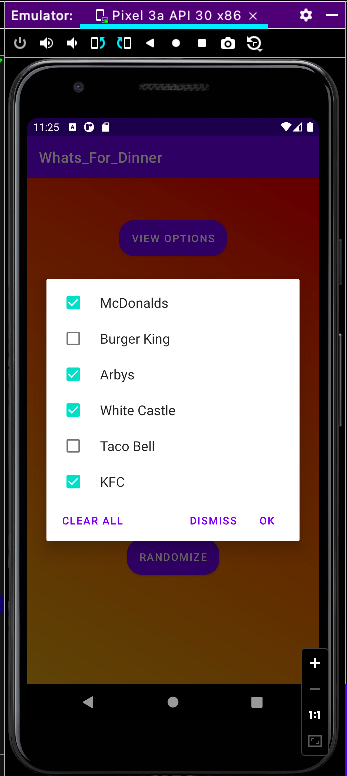 Emulator: Pixel 3a API 30 x86
11:25
Whats_For_Dinner
VIEW OPTIONS
McDonalds
Burger King
Arbys
White Castle
Taco Bell
KFC
CLEAR ALL DISMISS OK
RANDOMIZE
1:1